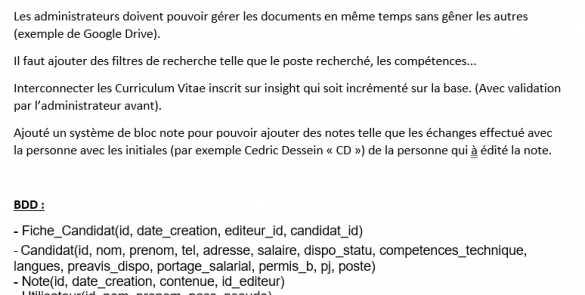 Les administrateurs doivent pouvoir gérer les documents en même temps sans gêner les autres
(exemple de Google Drive).
Il faut ajouter des filtres de recherche telle que le poste recherché, les compétences...
Interconnecter les Curriculum Vitae inscrit sur insight qui soit incrémenté sur la base. (Avec validation
par l'administrateur avant).
Ajouté un système de bloc note pour pouvoir ajouter des notes telle que les échanges effectué avec
la personne avec les initiales (par exemple Cedric Dessein « CD ») de la personne qui à édité la note.
BDD :
- Fiche_Candidat(id, date_creation, editeur_id, candidat_id)
- Candidat(id, nom, prenom, tel, adresse, salaire, dispo_statu, competences_technique,
langues, preavis_dispo, portage_salarial, permis_b, pj, poste)
- Note(id, date_creation, contenue, id_editeur)
- Utilisateur(id, nom, prenom, pass, pseudo)